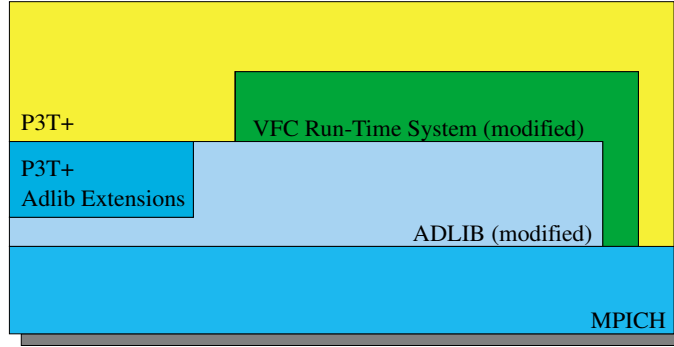 P3T+
VFC Run-Time System (modified)
P3T+
Adlib Extensions
ADLIB (modified)
MPICH